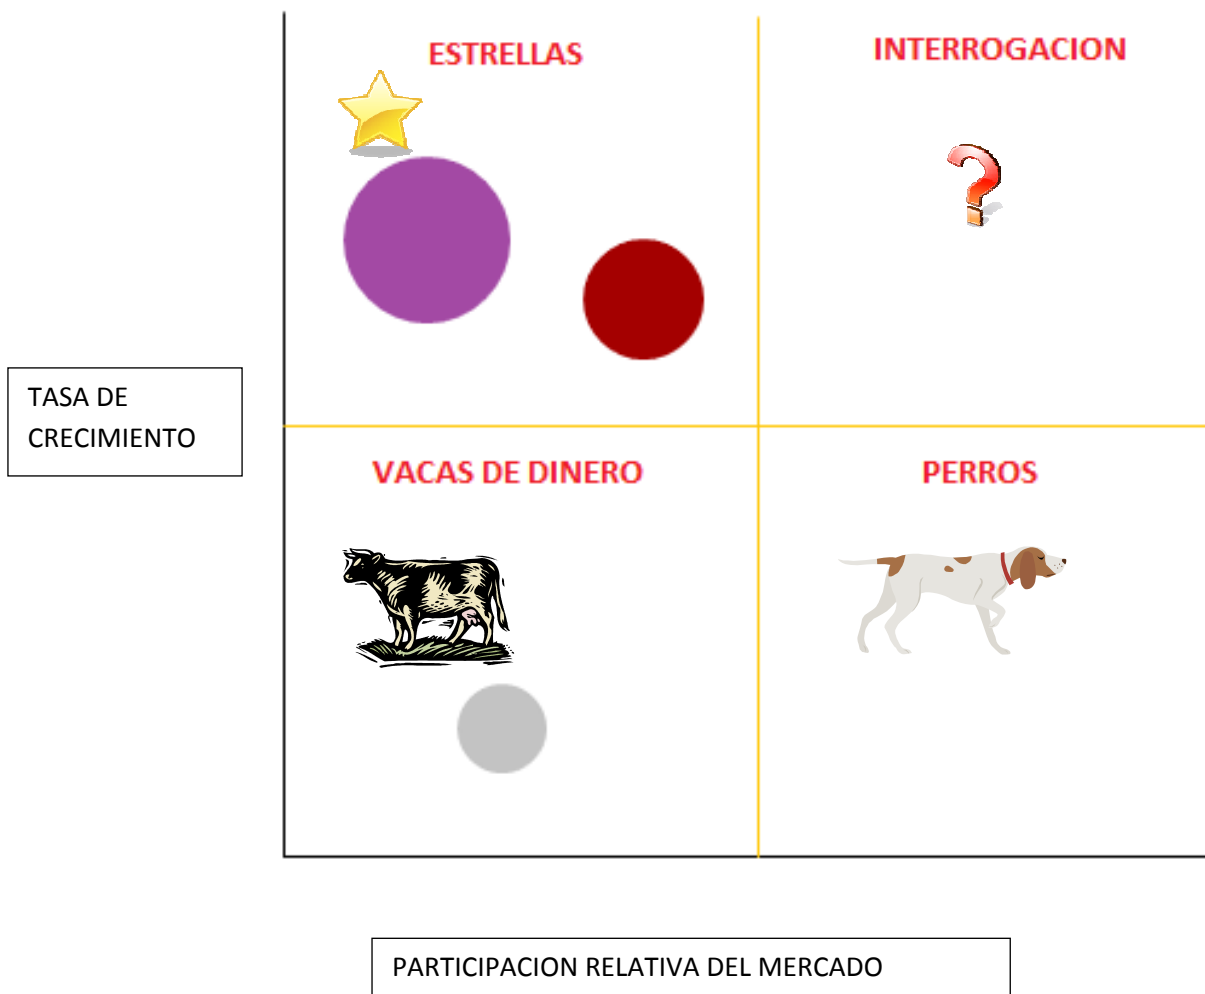 ESTRELLAS
INTERROGACION
TASA DE
CRECIMIENTO
VACAS DE DINERO
PERROS
PARTICIPACION RELATIVA DEL MERCADO